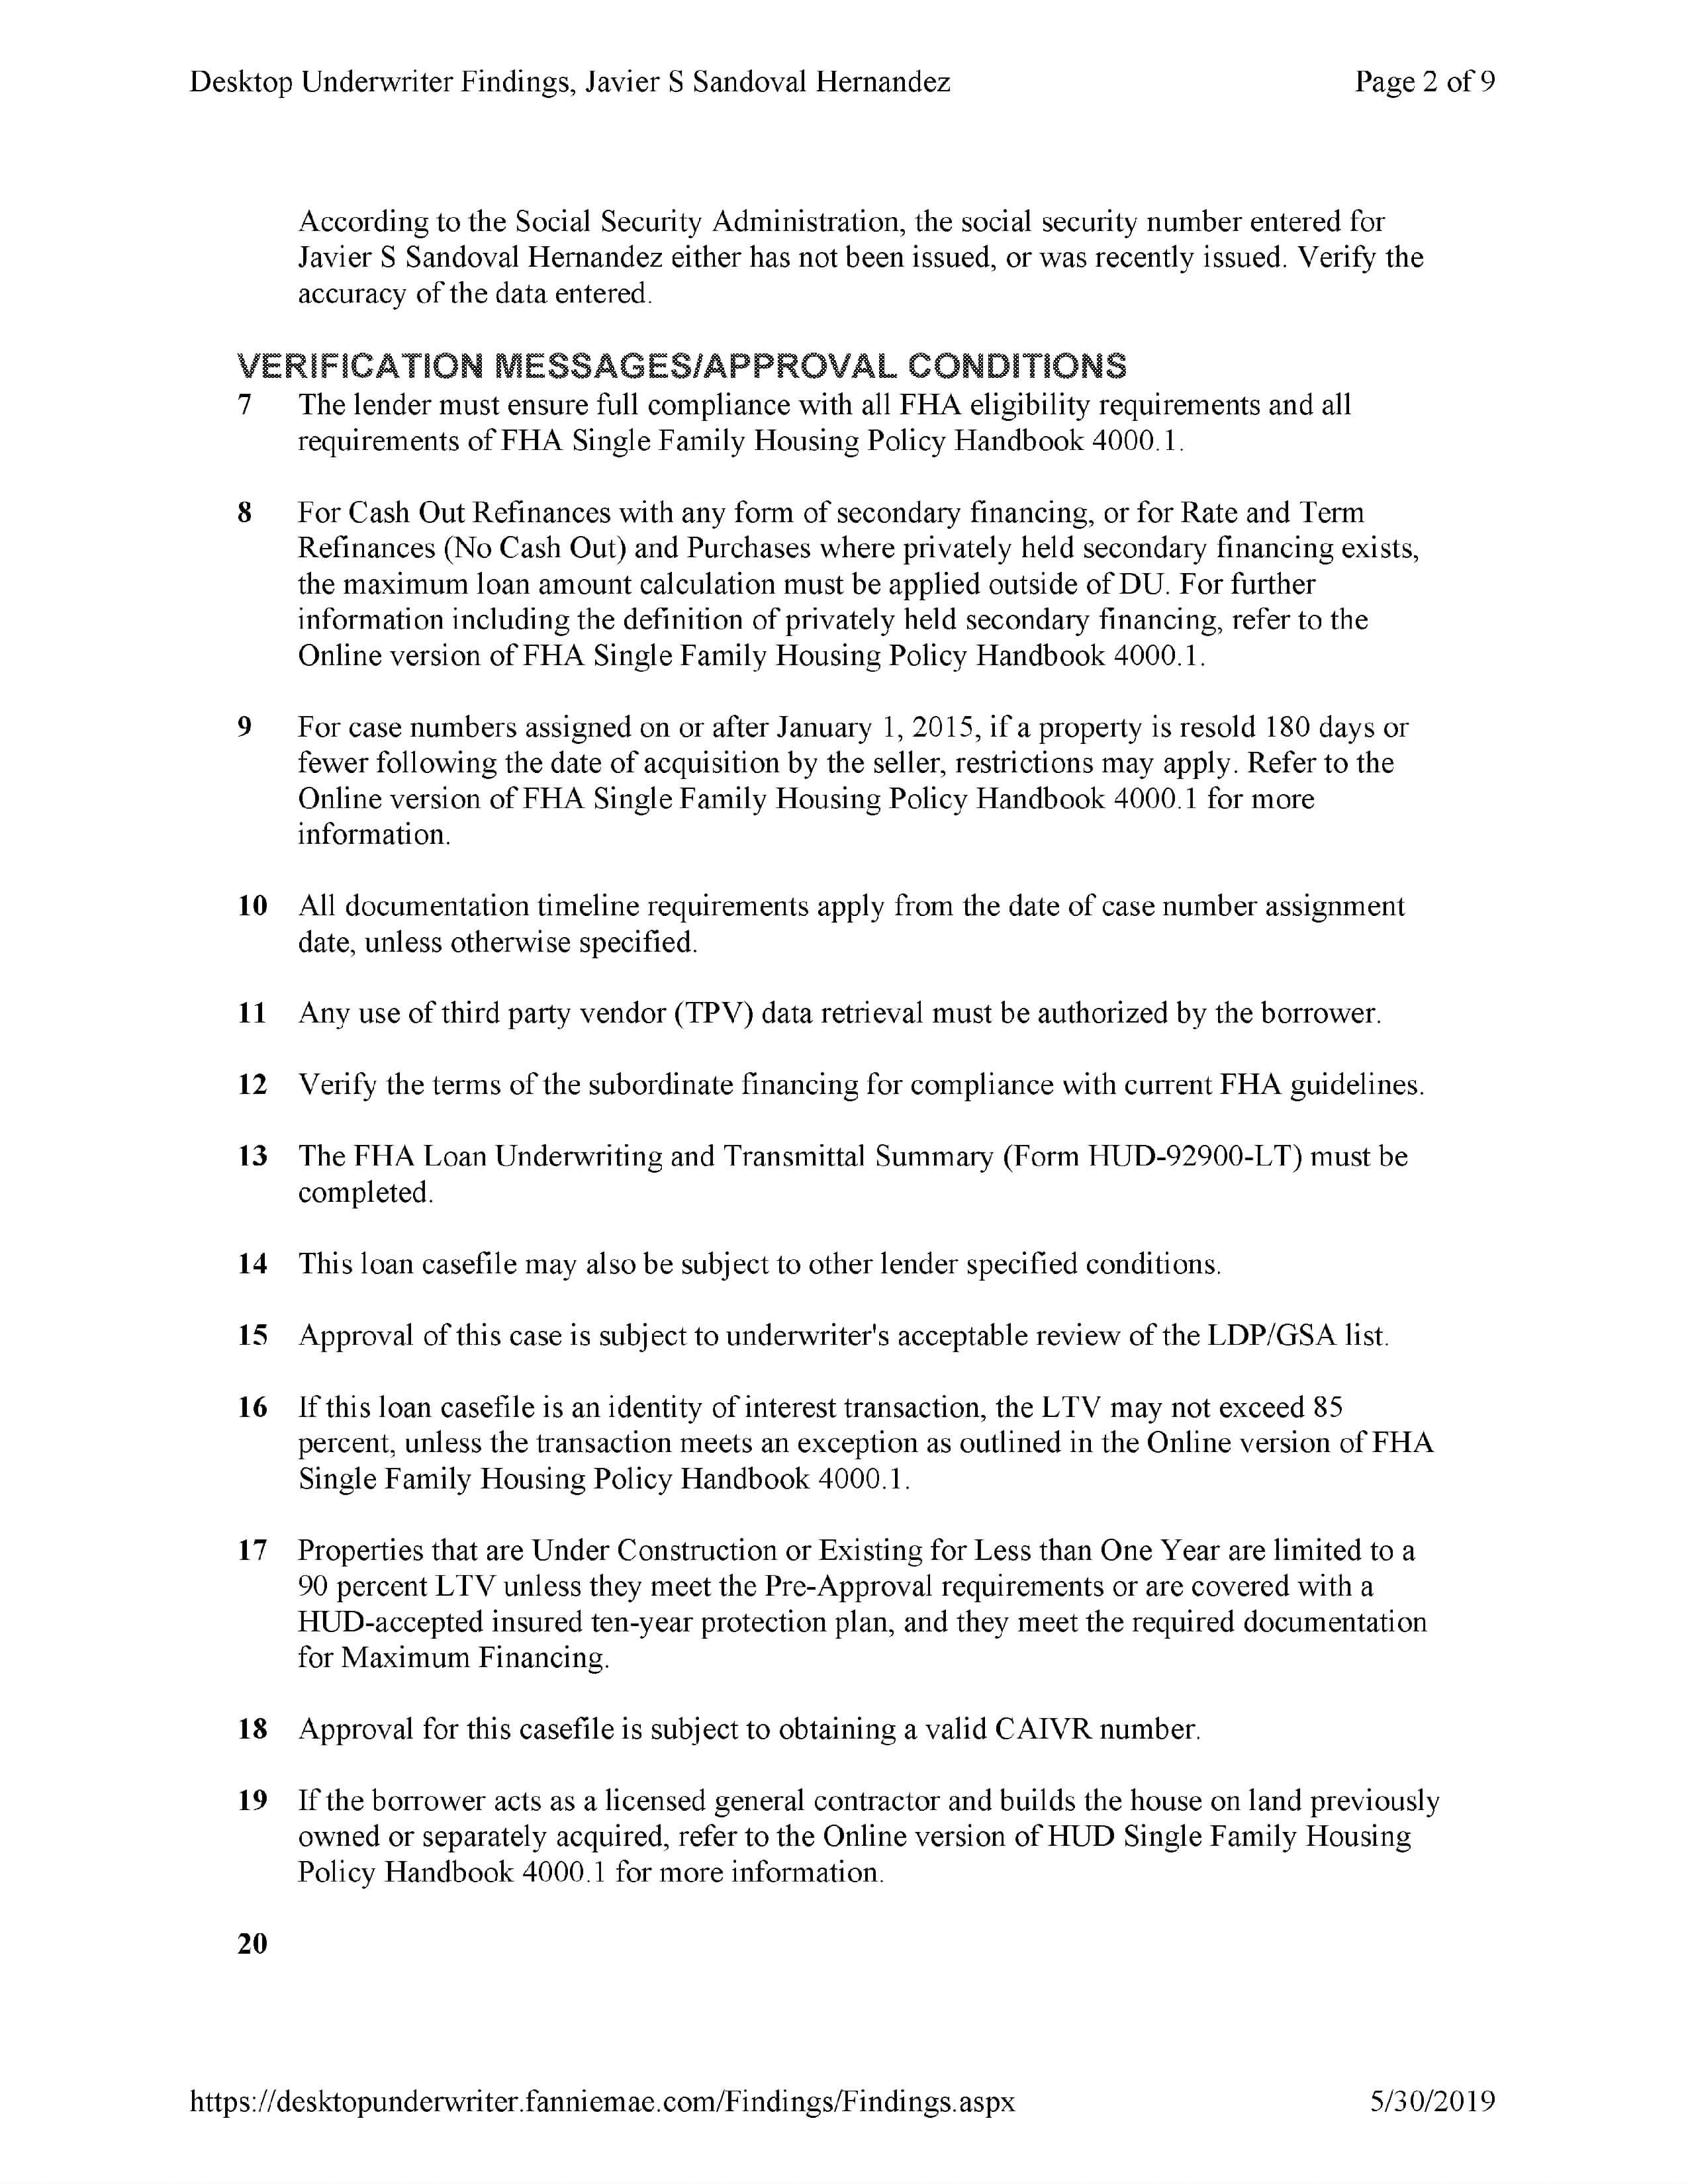 Desktop Underwriter Findings, Javier S Sandoval Hernandez Page 2 of 9
According to the Social Security Administration, the social security number entered for
Javier S Sandoval Hernandez either has not been issued, or was recently issued. Verify the
accuracy of the data entered.
VERIFICATION MESSAGES/APPROVAL CONDITIONS
7 The lender must ensure full compliance with all FHA eligibility requirements and all
requirements of FHA Single Family Housing Policy Handbook 4000.1.
8 For Cash Out Refinances with any form of secondary financing, or for Rate and Term
Refinances (No Cash Out) and Purchases where privately held secondary financing exists,
the maximum loan amount calculation must be applied outside of DU. For further
information including the definition of privately held secondary financing, refer to the
Online version of FHA Single Family Housing Policy Handbook 4000.1.
9 For case numbers assigned on or after January 1, 2015, if a property is resold 180 days or
fewer following the date of acquisition by the seller, restrictions may apply. Refer to the
Online version of FHA Single Family Housing Policy Handbook 4000.1 for more
information.
10 All documentation timeline requirements apply from the date of case number assignment
date, unless otherwise specified.
11 Any use of third party vendor (TPV) data retrieval must be authorized by the borrower.
12 Verify the terms of the subordinate financing for compliance with current FHA guidelines.
13 The FHA Loan Underwriting and Transmittal Summary (Form HUD-92900-LT) must be
completed.
14 This loan casefile may also be subject to other lender specified conditions.
15 Approval of this case is subject to underwriter's acceptable review of the LDP/GSA list.
16 If this loan casefile is an identity of interest transaction, the LTV may not exceed 85
percent, unless the transaction meets an exception as outlined in the Online version of FHA
Single Family Housing Policy Handbook 4000.1.
17 Properties that are Under Construction or Existing for Less than One Year are limited to a
90 percent LTV unless they meet the Pre-Approval requirements or are covered with a
HUD-accepted insured ten-year protection plan, and they meet the required documentation
for Maximum Financing.
18 Approval for this casefile is subject to obtaining a valid CAIVR number.
19 If the borrower acts as a licensed general contractor and builds the house on land previously
owned or separately acquired, refer to the Online version of HUD Single Family Housing
Policy Handbook 4000.1 for more information.
20
https://desktopunderwriter.fanniemae.com/Findings/Findings.aspx 5/30/2019